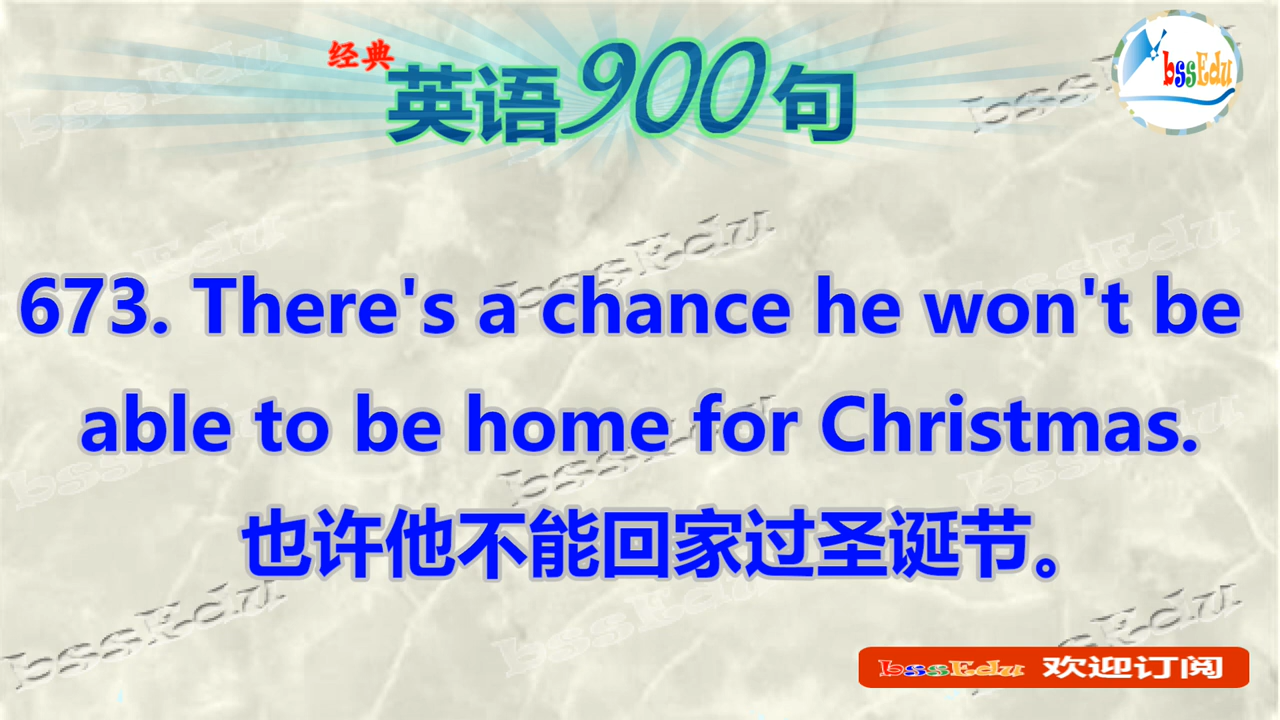 经典
英语900句
bssEdu
673. There's a chance he won't be
able to be home for Christmas.
也许他不能回家过圣诞节。
bssEdu 欢迎订阅